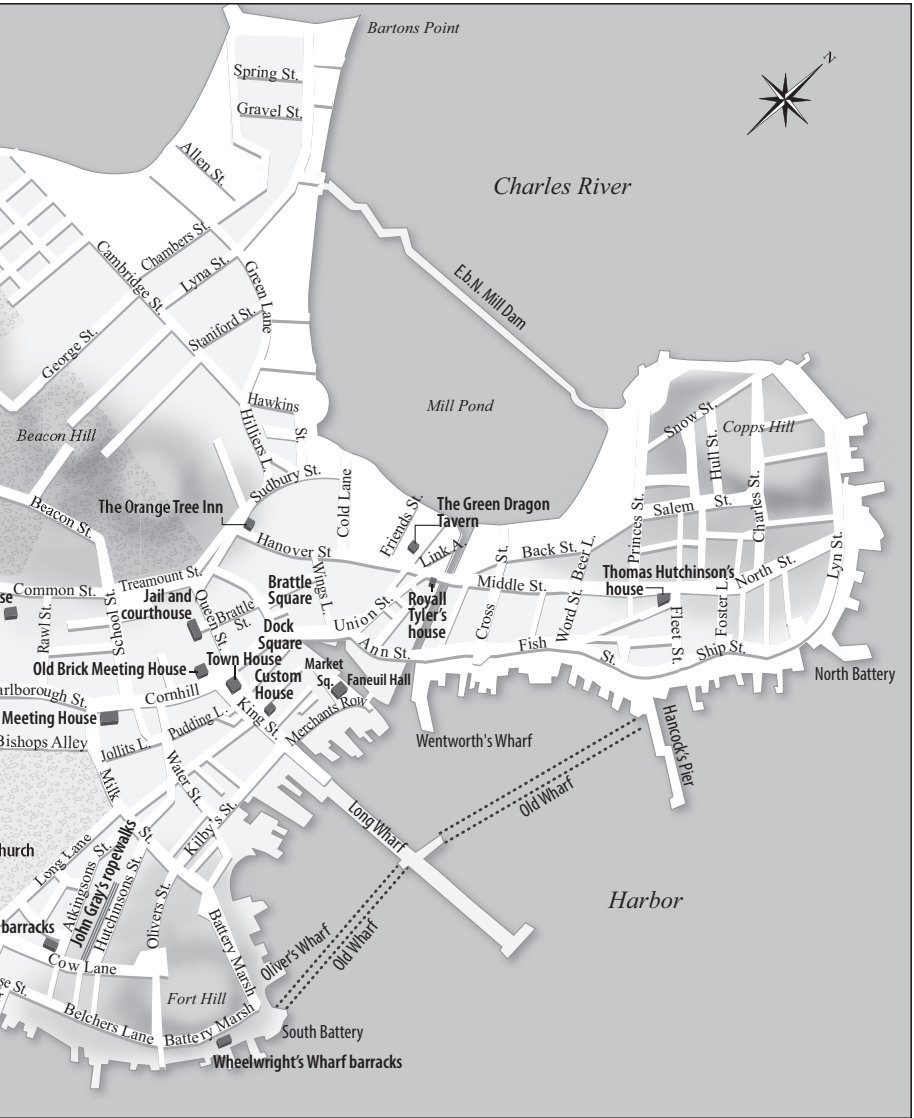 Bartons Point
N
Spring St.
Gravel St.
Allen St.
Charles River
Chambers St.
Cambridge St.
Lyna St.
Green Lane
E.b.N. Mill Dam
Staniford St.
George St.
Hawkins
St.
Mill Pond
Hilliers L.
Beacon Hill
Snow St.
Copps Hill
Hull St.
Sudbury St.
Cold Lane
Charles St.
Beacon St.
The Orange Tree Inn
Friends St.
The Green Dragon
Tavern
Salem St.
Princes St.
Hanover St
Link A.
St.
Back St.
Beer L.
Lyn St.
Common St.
Treamount St.
Brattle
Square
Wings L.
Middle St.
Thomas Hutchinson's
house
North St.
se
School St.
Jail and
courthouse
Queen St.
Brattle
St.
Union St.
Royall
Tyler's
house
Cross
Word. St.
Fleet St.
Foster L.
Rawl St.
Dock
Square
Ann St.
Fish
St.
Ship St.
Old Brick Meeting House
Town House
Market
Sq.
Faneuil Hall
North Battery
arlborough St.
Cornhill
Custom
House
Meeting House
Pudding L.
King St.
Merchants Row
Hancock's Pier
Bishops Alley
Jollits L.
Wentworth's Wharf
Milk
St.
Water St.
Old Wharf
Kilby's St.
Long Wharf
hurch
Long Lane
Atkingsons St.
John Gray's ropewalks
Hutchinsons St.
Olivers St.
Harbor
barracks
Battery Marsh
Oliver's Wharf
Old Wharf
Cow Lane
se St.
Fort Hill
Belchers Lane
Battery Marsh
South Battery
Wheelwright's Wharf barracks